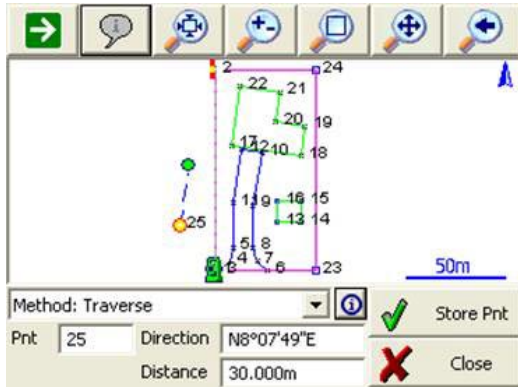 2 24
22 21
20 19
17 12 10 18
11 9 16 15
13 14
25
5 8
4 7
3 6 23
50m
Method: Traverse
Store Pnt
Pnt 25 Direction N8°07'49"E
Distance 30.000m
Close